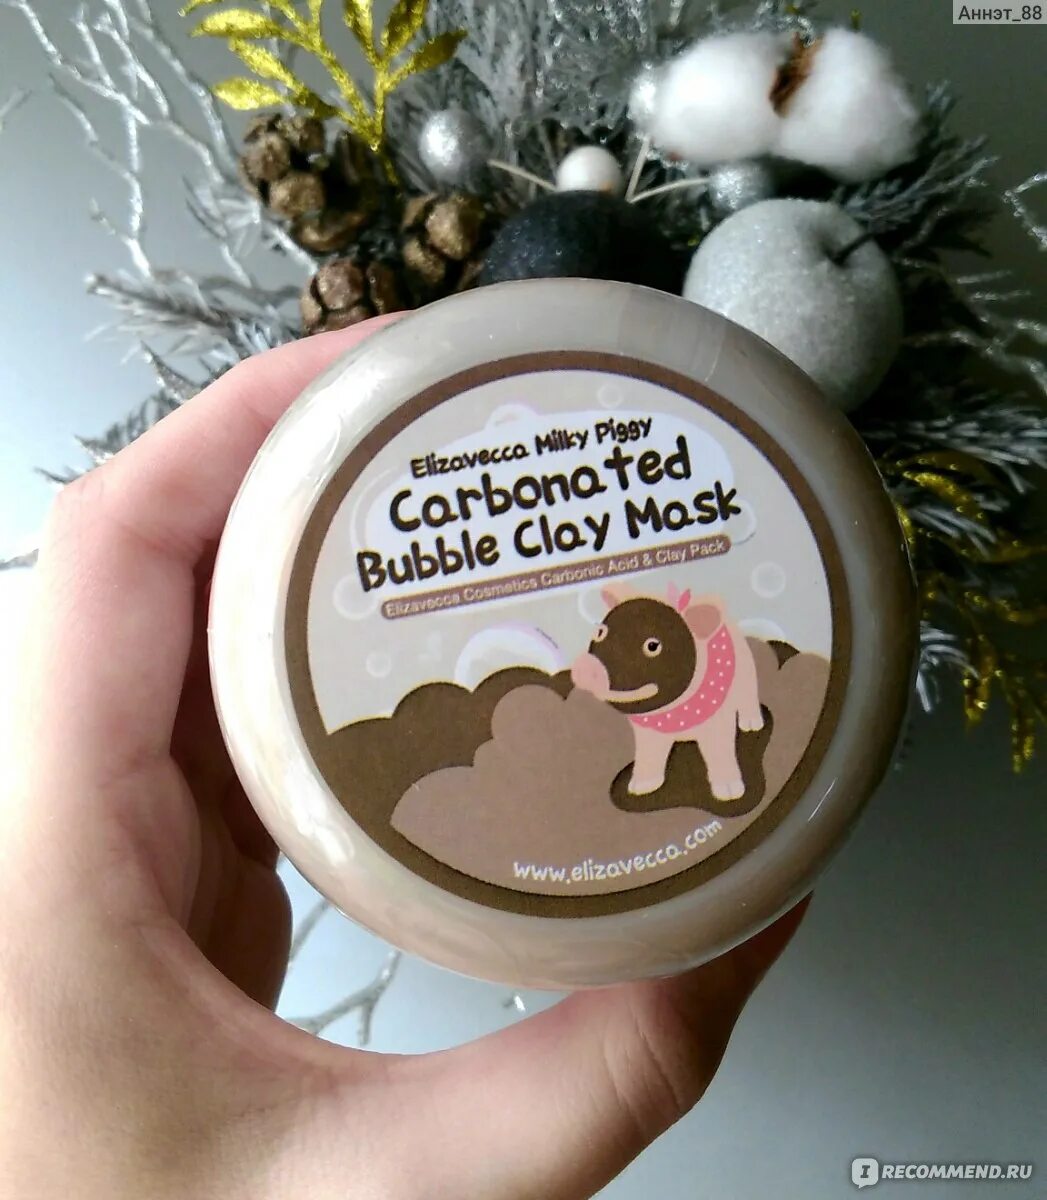 Аннэт_88
Elizavecca Milky Piggy
Carbonated
Bubble Clay Mask
Elizavecca Cosmetics Carbonic Acid & Clay Pack
www.elizavecca.com
I RECOMMEND.RU